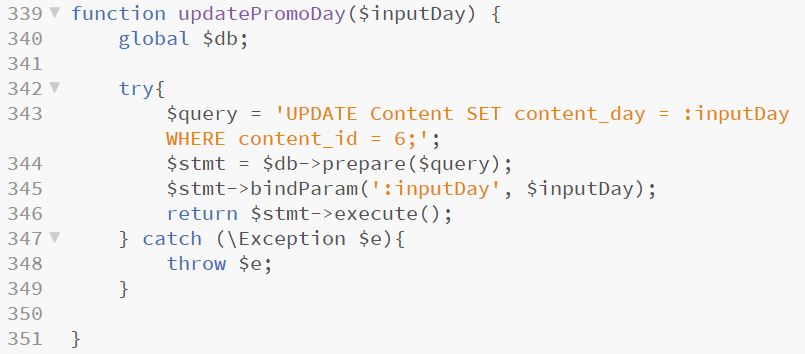 339 function updatePromoDay($inputDay) {
340     global $db;
341
342     try{
343         $query = 'UPDATE Content SET content_day = :inputDay
        WHERE content_id = 6;';
344         $stmt = $db->prepare($query);
345         $stmt->bindParam(':inputDay', $inputDay);
346         return $stmt->execute();
347     } catch (\Exception $e){
348         throw $e;
349     }
350
351 }